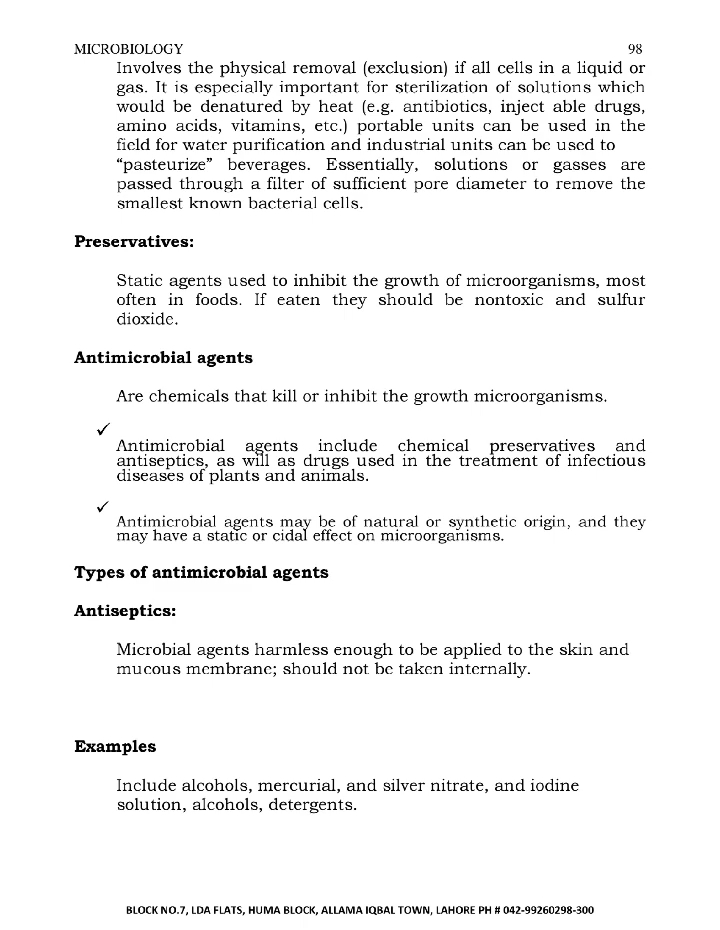 MICROBIOLOGY 98
Involves the physical removal (exclusion) if all cells in a liquid or
gas. It is especially important for sterilization of solutions which
would be denatured by heat (e.g. antibiotics, inject able drugs,
amino acids, vitamins, etc.) portable units can be used in the
field for water purification and industrial units can be used to
“pasteurize” beverages. Essentially, solutions or gasses are
passed through a filter of sufficient pore diameter to remove the
smallest known bacterial cells.
Preservatives:
Static agents used to inhibit the growth of microorganisms, most
often in foods. If eaten they should be nontoxic and sulfur
dioxide.
Antimicrobial agents
Are chemicals that kill or inhibit the growth microorganisms.
✓
Antimicrobial agents include chemical preservatives and
antiseptics, as will as drugs used in the treatment of infectious
diseases of plants and animals.
✓
Antimicrobial agents may be of natural or synthetic origin, and they
may have a static or cidal effect on microorganisms.
Types of antimicrobial agents
Antiseptics:
Microbial agents harmless enough to be applied to the skin and
mucous membrane; should not be taken internally.
Examples
Include alcohols, mercurial, and silver nitrate, and iodine
solution, alcohols, detergents.
BLOCK NO.7, LDA FLATS, HUMA BLOCK, ALLAMA IQBAL TOWN, LAHORE PH # 042-99260298-300